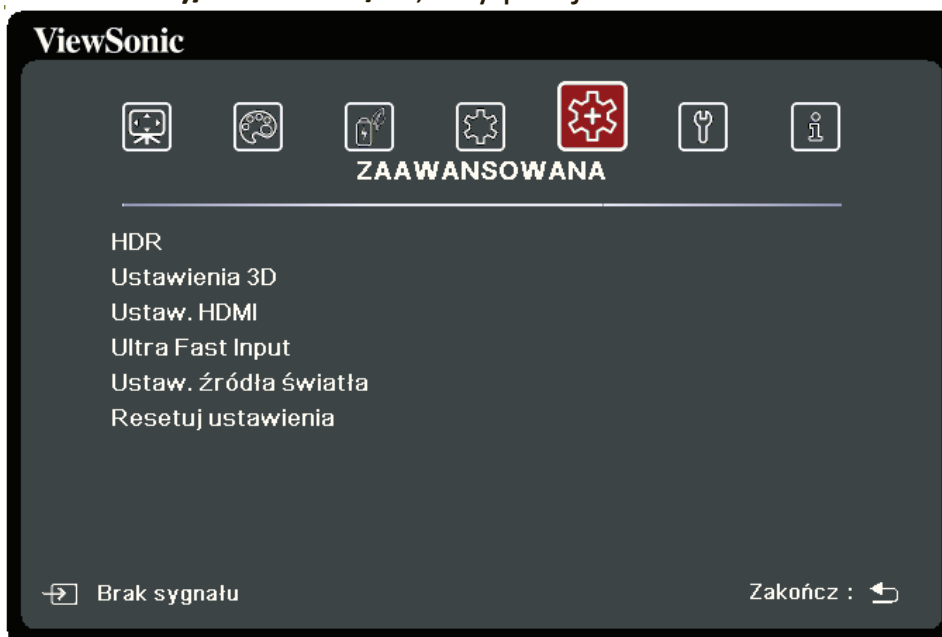 ViewSonic
ZAAWANSOWANA
HDR
Ustawienia 3D
Ustaw. HDMI
Ultra Fast Input
Ustaw. źródła światła
Resetuj ustawienia
Brak sygnału
Zakończ :